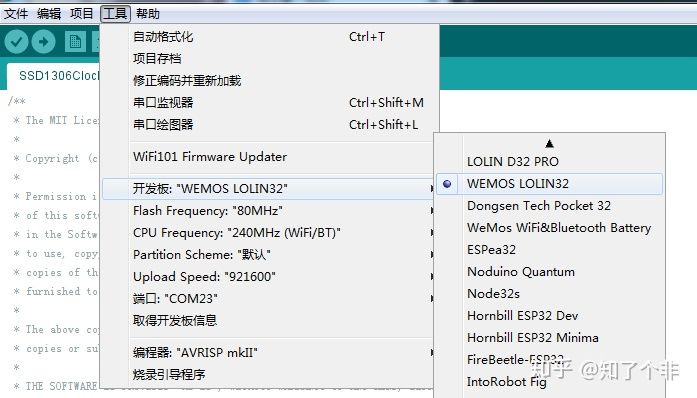 文件 编辑 项目 工具 帮助
SSD1306Cloc
自动格式化 Ctrl+T
项目存档
修正编码并重新加载
串口监视器 Ctrl+Shift+M
串口绘图器 Ctrl+Shift+L
WiFi101 Firmware Updater
开发板: "WEMOS LOLIN32"
Flash Frequency: "80MHz"
CPU Frequency: "240MHz (WiFi/BT)"
Partition Scheme: "默认"
Upload Speed: "921600"
端口: "COM23"
取得开发板信息
编程器: "AVRISP mkII"
烧录引导程序
LOLIN D32 PRO
WEMOS LOLIN32
Dongsen Tech Pocket 32
WeMos WiFi&Bluetooth Battery
ESPea32
Noduino Quantum
Node32s
Hornbill ESP32 Dev
Hornbill ESP32 Minima
FireBeetle-ESP32
IntoRobot Fig
/**
* The MIT Lice
*
* Copyright (c
*
* Permission i
* of this soft
* in the Softw
* to use, copy
* copies of th
* furnished to
*
* The above co
* copies or su
*
* THE SOFTWARE
知乎 @知了个非